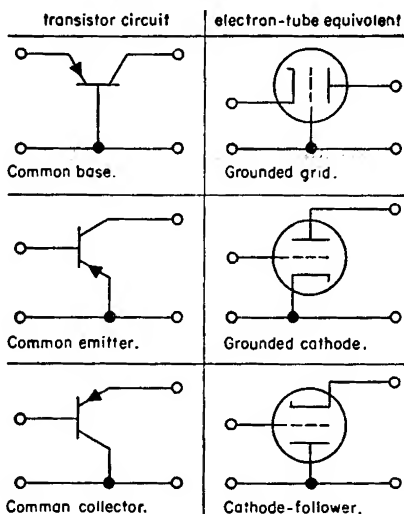 transistor circuit
electron-tube equivalent
Common base.
Grounded grid.
Common emitter.
Grounded cathode.
Comman collector.
Cathode-follower.